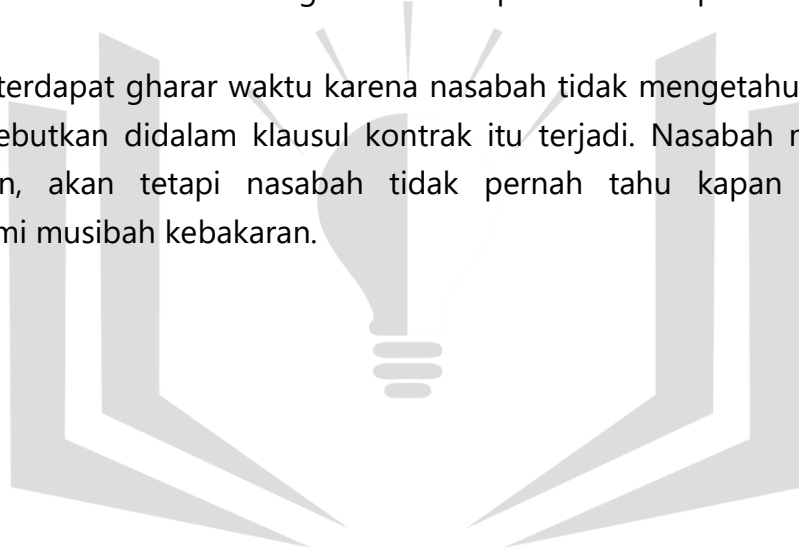 terdapat gharar waktu karena nasabah tidak mengetahu
ebutkan didalam klausul kontrak itu terjadi. Nasabah
n, akan tetapi nasabah tidak pernah tahu kapan
mi musibah kebakaran.